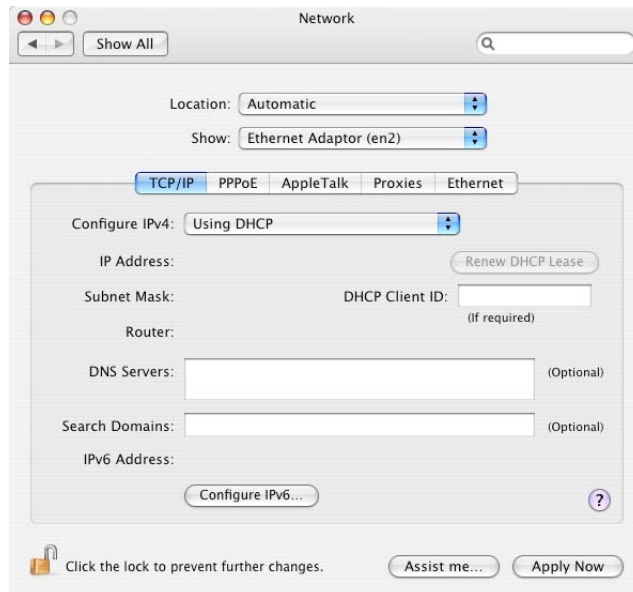 Network
Show All
Location: Automatic
Show: Ethernet Adaptor (en2)
TCP/IP PPPoE AppleTalk Proxies Ethernet
Configure IPv4: Using DHCP
IP Address: Renew DHCP Lease
Subnet Mask: DHCP Client ID:
(If required)
Router:
DNS Servers: (Optional)
Search Domains: (Optional)
IPv6 Address:
Configure IPv6...
?
Click the lock to prevent further changes. Assist me... Apply Now